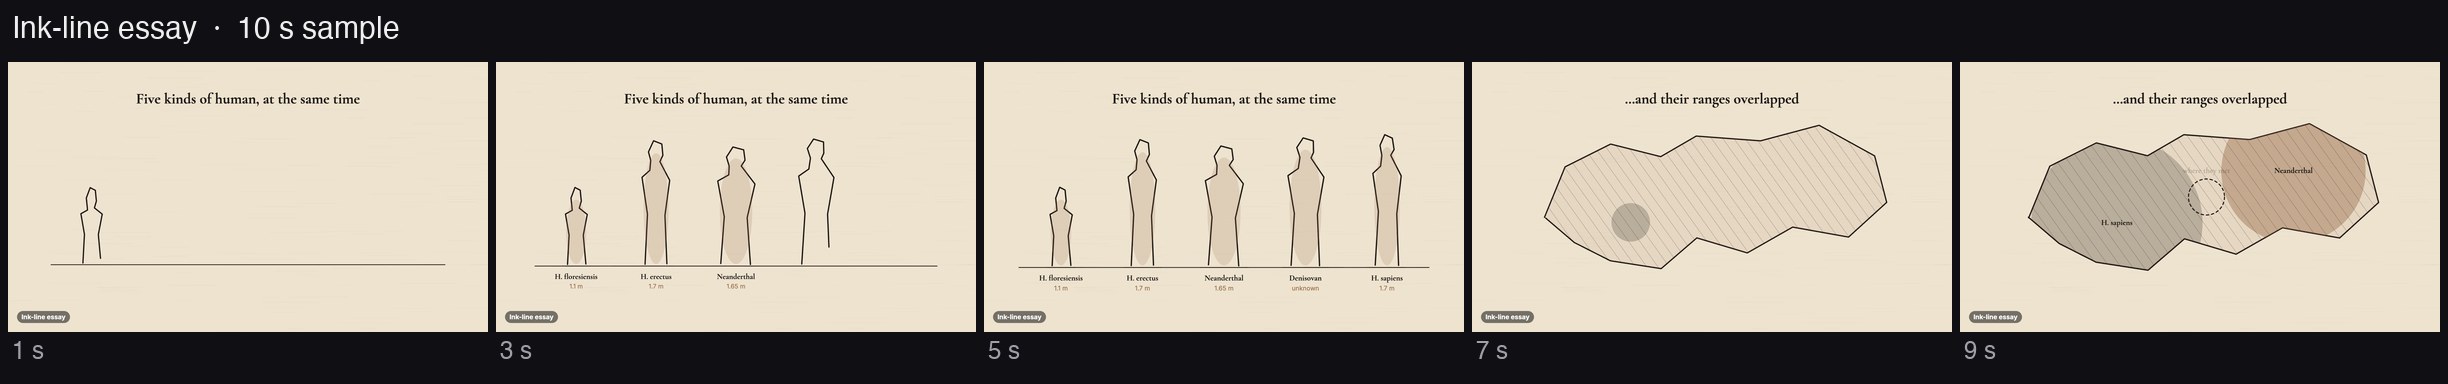 Ink-line essay · 10 s sample
Five kinds of human, at the same time
Ink-line essay
1 s
Five kinds of human, at the same time
H. floresiensis
1.1 m
H. erectus
1.7 m
Neanderthal
1.65 m
Ink-line essay
3 s
Five kinds of human, at the same time
H. floresiensis
1.1 m
H. erectus
1.7 m
Neanderthal
1.65 m
Denisovan
unknown
H. sapiens
1.7 m
Ink-line essay
5 s
...and their ranges overlapped
Ink-line essay
7 s
...and their ranges overlapped
where they met
Neanderthal
H. sapiens
Ink-line essay
9 s